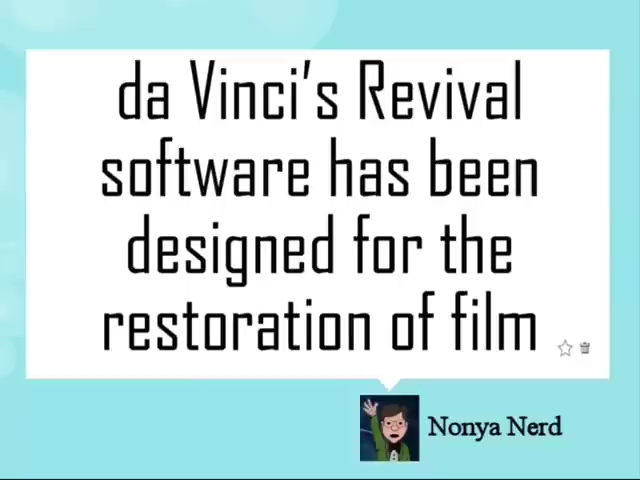 da Vinci's Revival
software has been
designed for the
restoration of film
Nonya Nerd